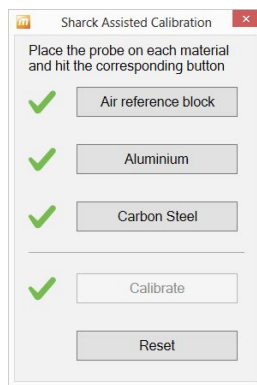 Sharck Assisted Calibration
Place the probe on each material
and hit the corresponding button
Air reference block
Aluminium
Carbon Steel
Calibrate
Reset